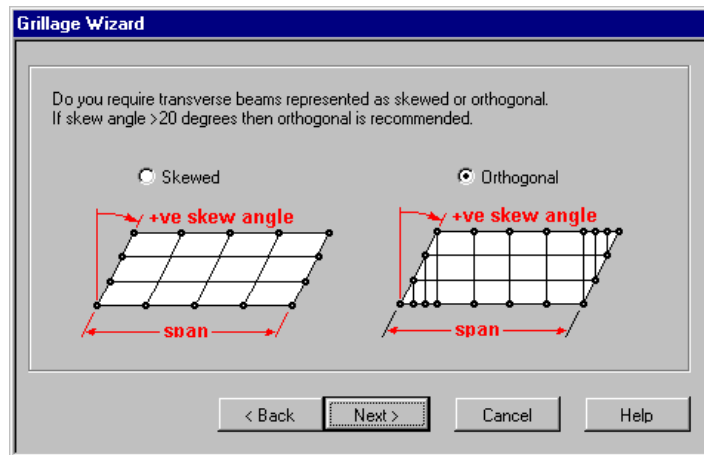 Grillage Wizard
Do you require transverse beams represented as skewed or orthogonal.
If skew angle >20 degrees then orthogonal is recommended.
Skewed
Orthogonal
+ve skew angle
+ve skew angle
span
span
< Back
Next >
Cancel
Help